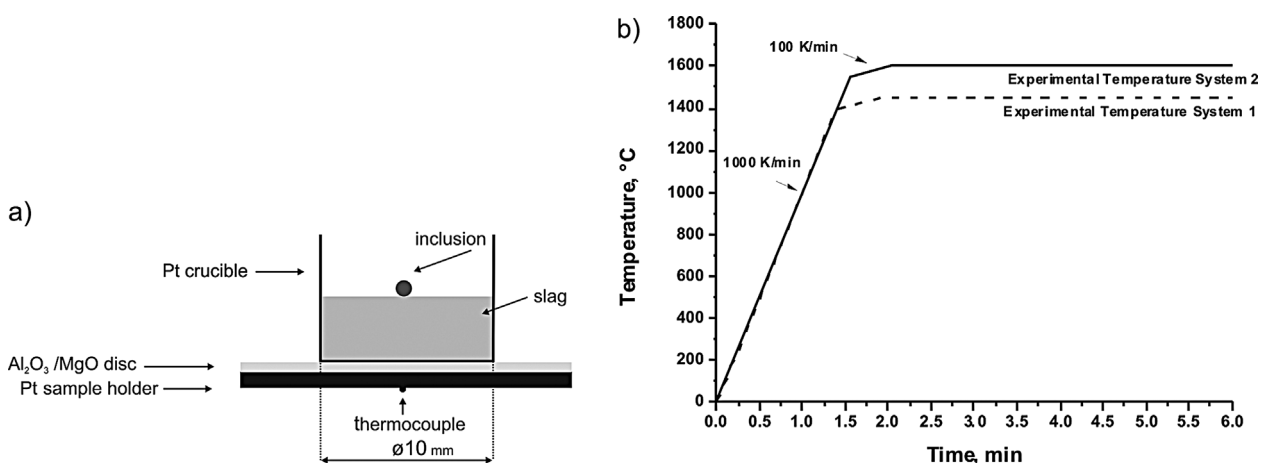 a)
inclusion
Pt crucible
slag
Al₂O₃ /MgO disc
Pt sample holder
thermocouple
ø10 mm
b)
1800
1600
1400
1200
1000
800
600
400
200
0
Temperature, °C
100 K/min
Experimental Temperature System 2
Experimental Temperature System 1
1000 K/min
0.0 0.5 1.0 1.5 2.0 2.5 3.0 3.5 4.0 4.5 5.0 5.5 6.0
Time, min